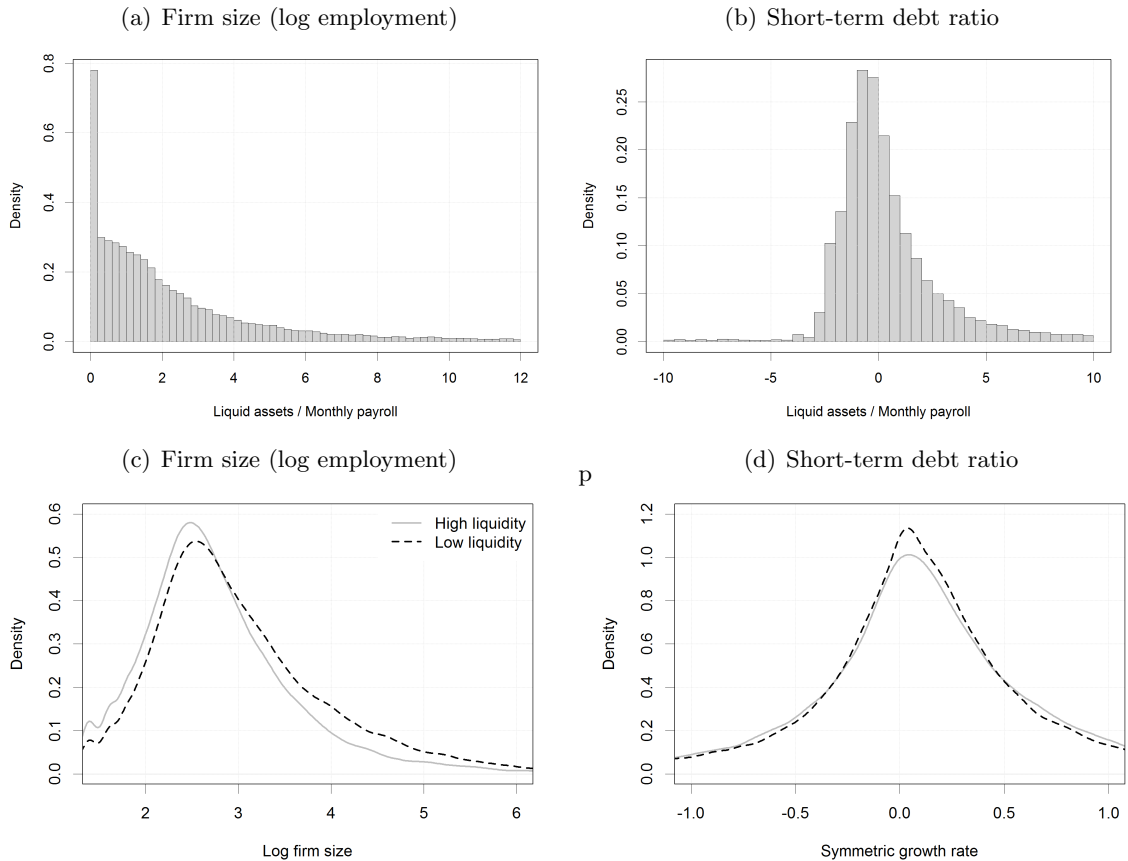 (a) Firm size (log employment)
(b) Short-term debt ratio
0.8
0.6
0.4
0.2
0.0
Density
0 2 4 6 8 10 12
Liquid assets / Monthly payroll
0.25
0.20
0.15
0.10
0.05
0.00
Density
-10 -5 0 5 10
Liquid assets / Monthly payroll
(c) Firm size (log employment)
p
(d) Short-term debt ratio
0.6
0.5
0.4
0.3
0.2
0.1
0.0
Density
High liquidity
Low liquidity
2 3 4 5 6
Log firm size
1.2
1.0
0.8
0.6
0.4
0.2
0.0
Density
-1.0 -0.5 0.0 0.5 1.0
Symmetric growth rate